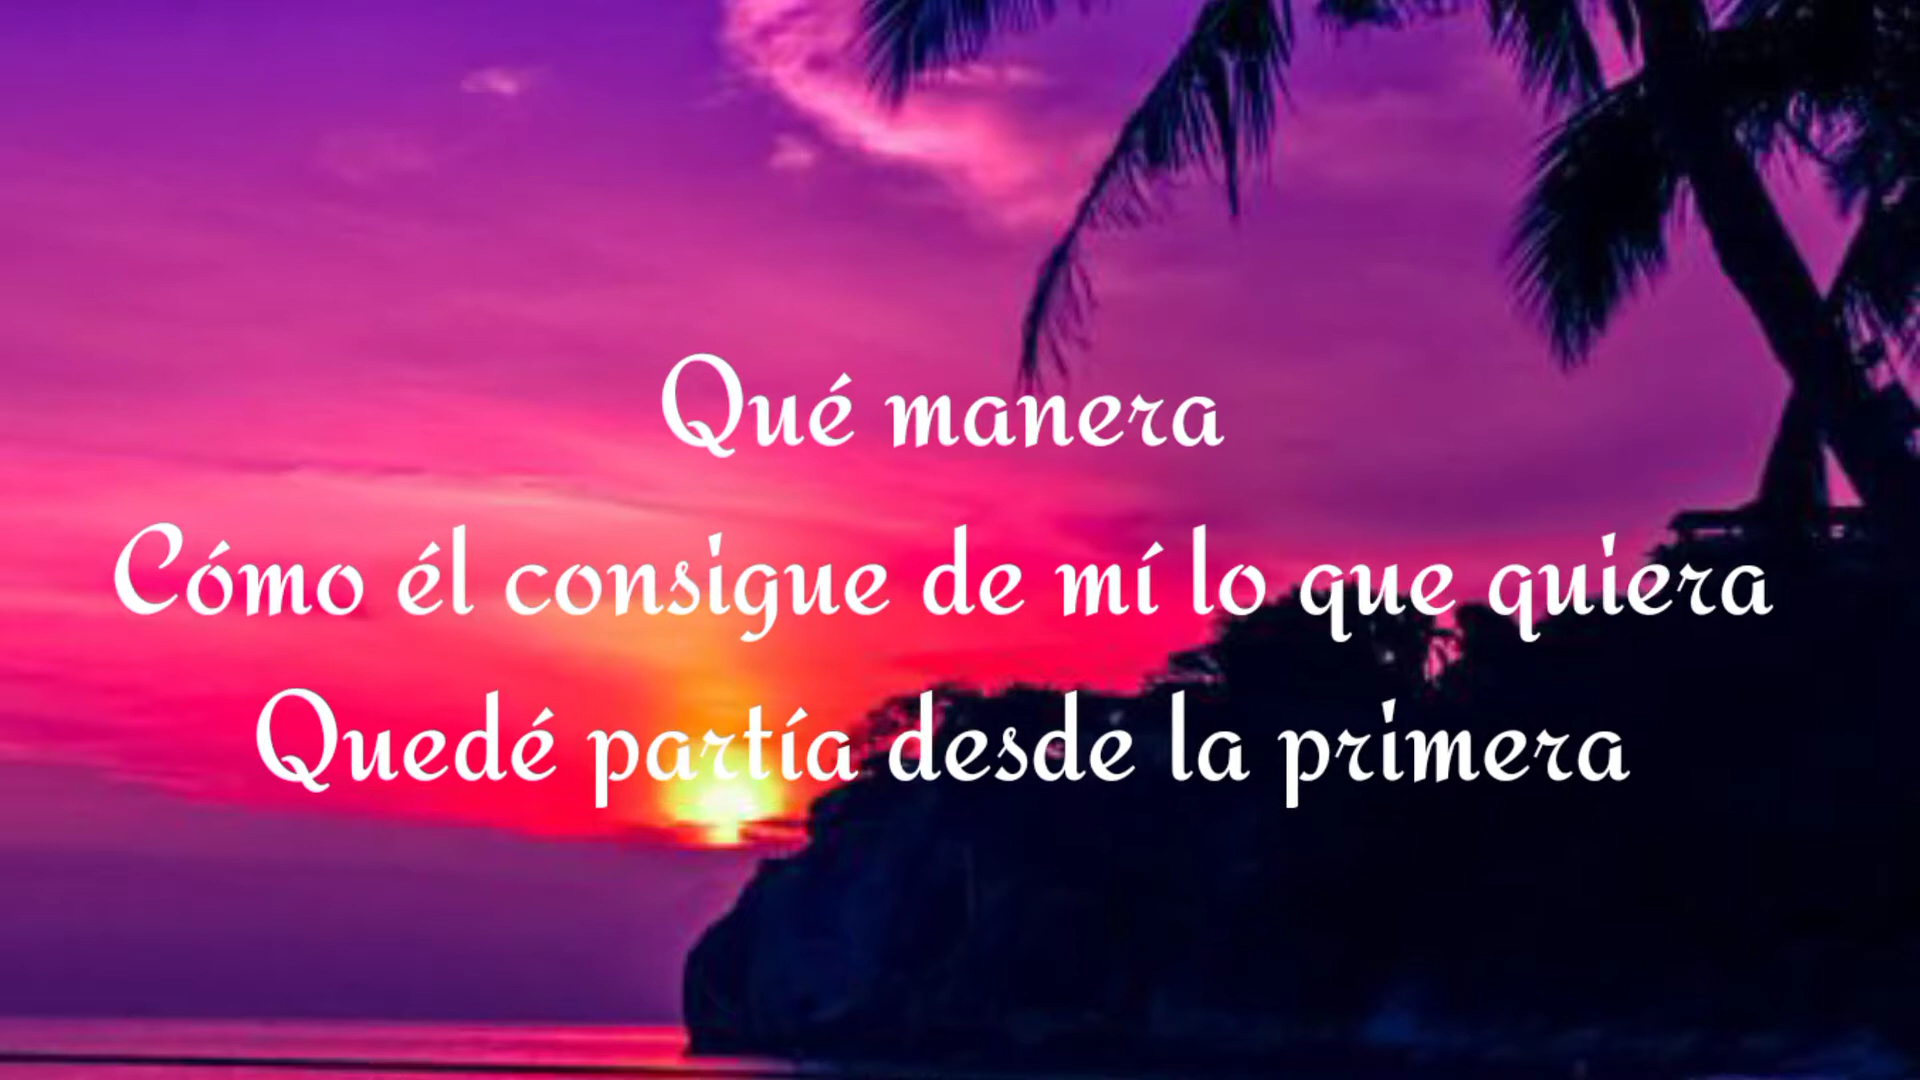 Qué manera
Cómo él consigue de mí lo que quiera
Quedé partía desde la primera